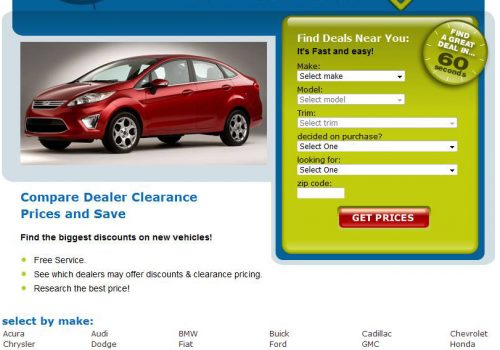 Find Deals Near You:
It's Fast and easy!
FIND
A GREAT
DEAL IN...
60
seconds
Make:
Select make
Model:
Select model
Trim:
Select trim
decided on purchase?
Select One
looking for:
Select One
zip code:
GET PRICES
Compare Dealer Clearance
Prices and Save
Find the biggest discounts on new vehicles!
Free Service.
See which dealers may offer discounts & clearance pricing.
Research the best price!
select by make:
Acura Audi BMW Buick Cadillac Chevrolet
Chrysler Dodge Fiat Ford GMC Honda